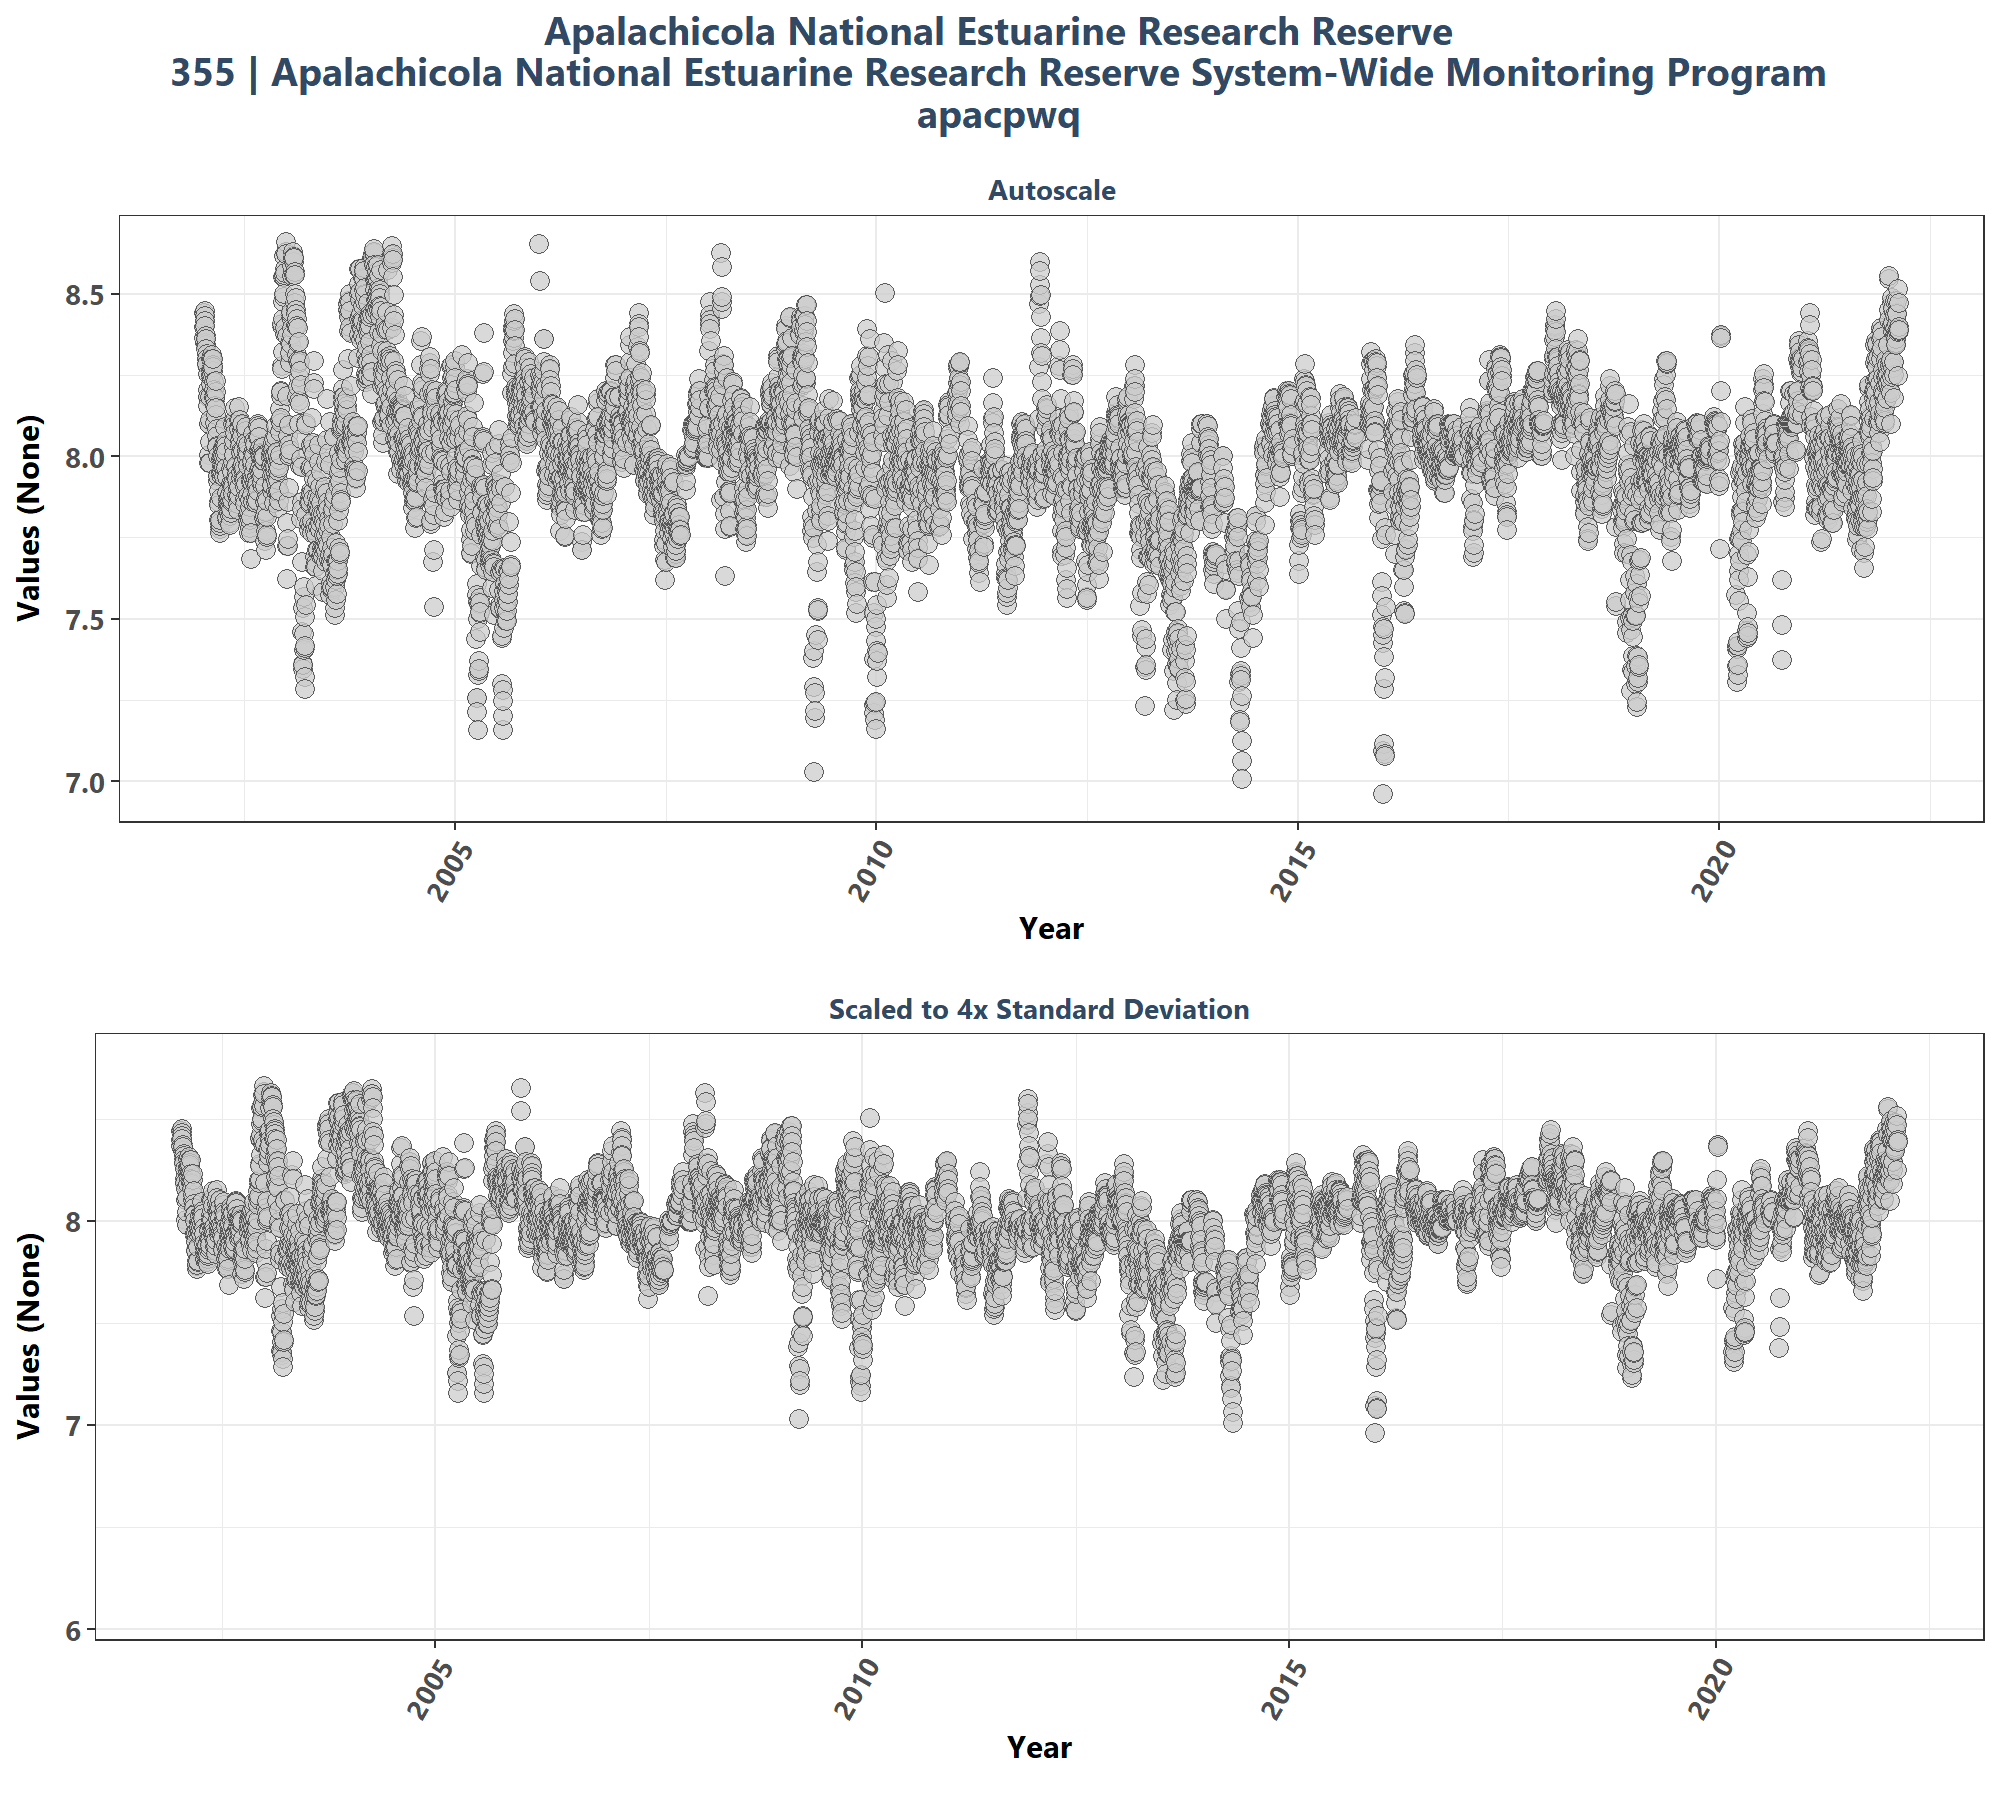 Apalachicola National Estuarine Research Reserve
355 | Apalachicola National Estuarine Research Reserve System-Wide Monitoring Program
apacpwq
Autoscale
Values (None)
8.5
8.0
7.5
7.0
2005
2010
2015
2020
Year
Scaled to 4x Standard Deviation
Values (None)
8
7
6
2005
2010
2015
2020
Year